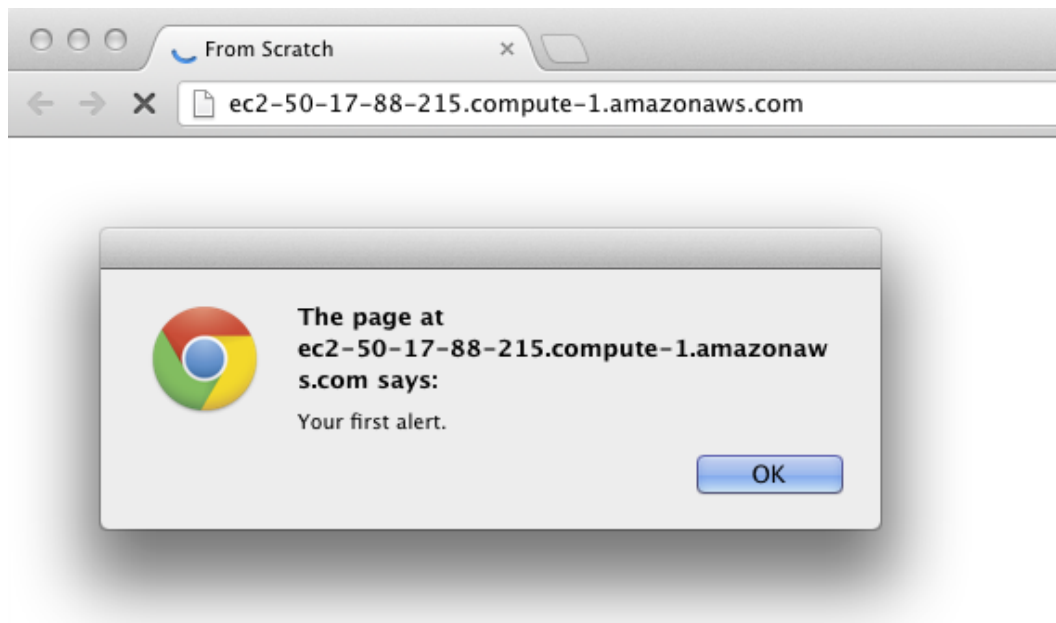 From Scratch
ec2-50-17-88-215.compute-1.amazonaws.com
The page at
ec2-50-17-88-215.compute-1.amazonaw
s.com says:
Your first alert.
OK